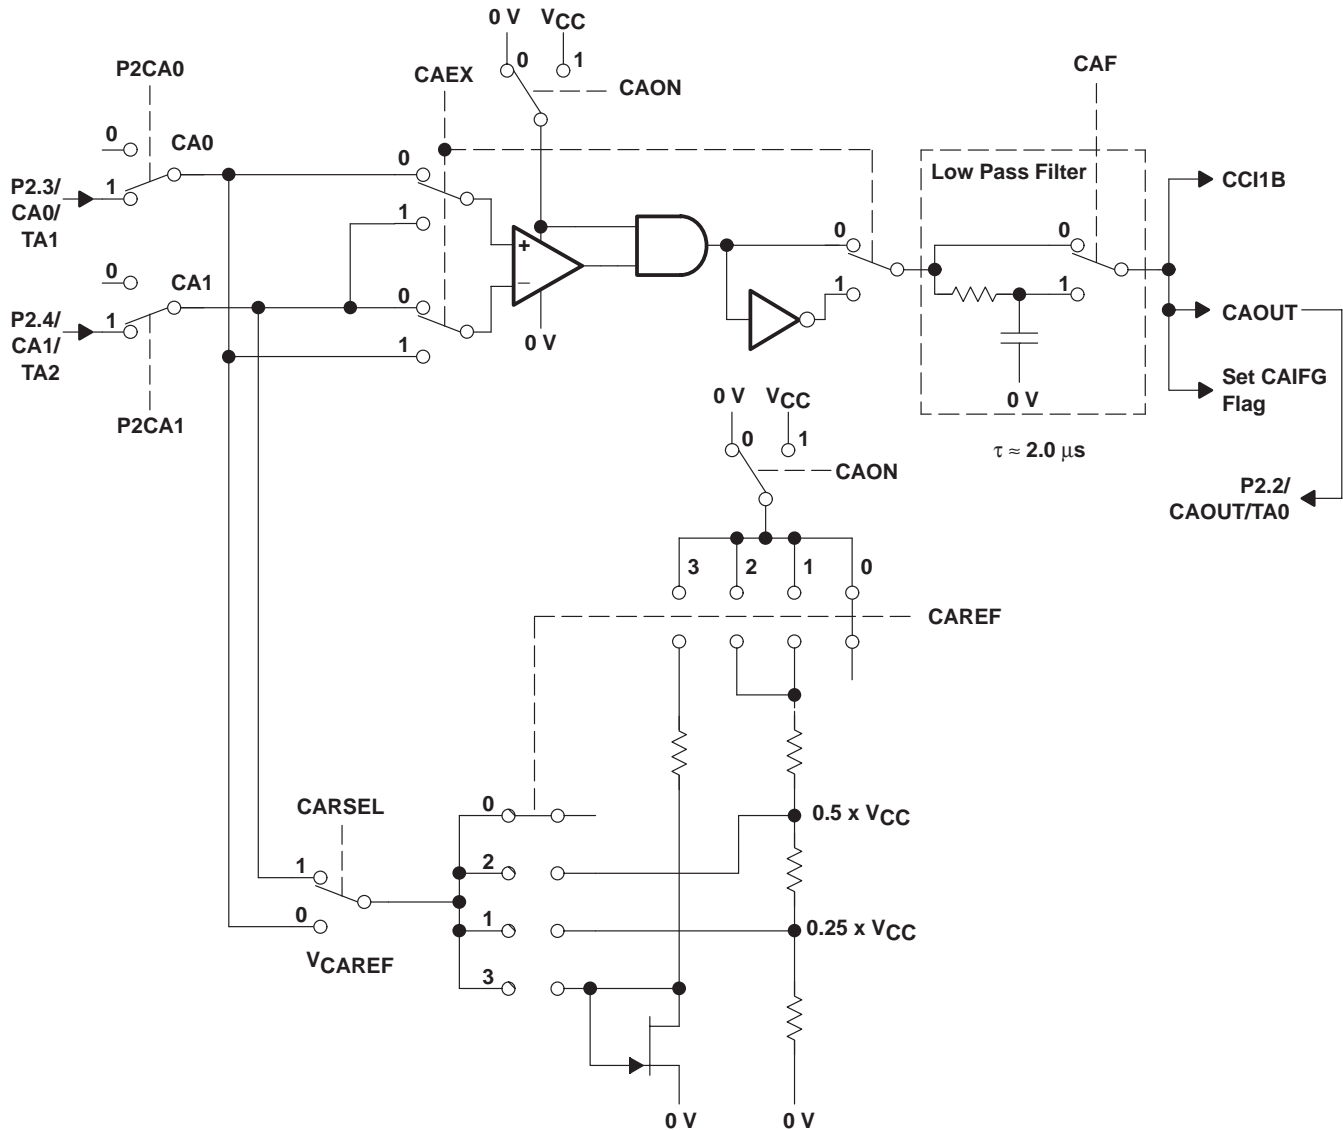 0 V VCC
0 1
CAON
P2CA0
CAEX
CAF
0
CA0
1
P2.3/
CA0/
TA1
0
1
0
CA1
1
P2.4/
CA1/
TA2
0
1
P2CA1
+
−
0 V
0
1
Low Pass Filter
0
1
0 V
τ ≈ 2.0 μs
CCI1B
CAOUT
Set CAIFG
Flag
P2.2/
CAOUT/TA0
0 V VCC
0 1
CAON
3 2 1 0
CAREF
CARSEL
1
0
VCAREF
0
2
1
3
0.5 x VCC
0.25 x VCC
0 V 0 V